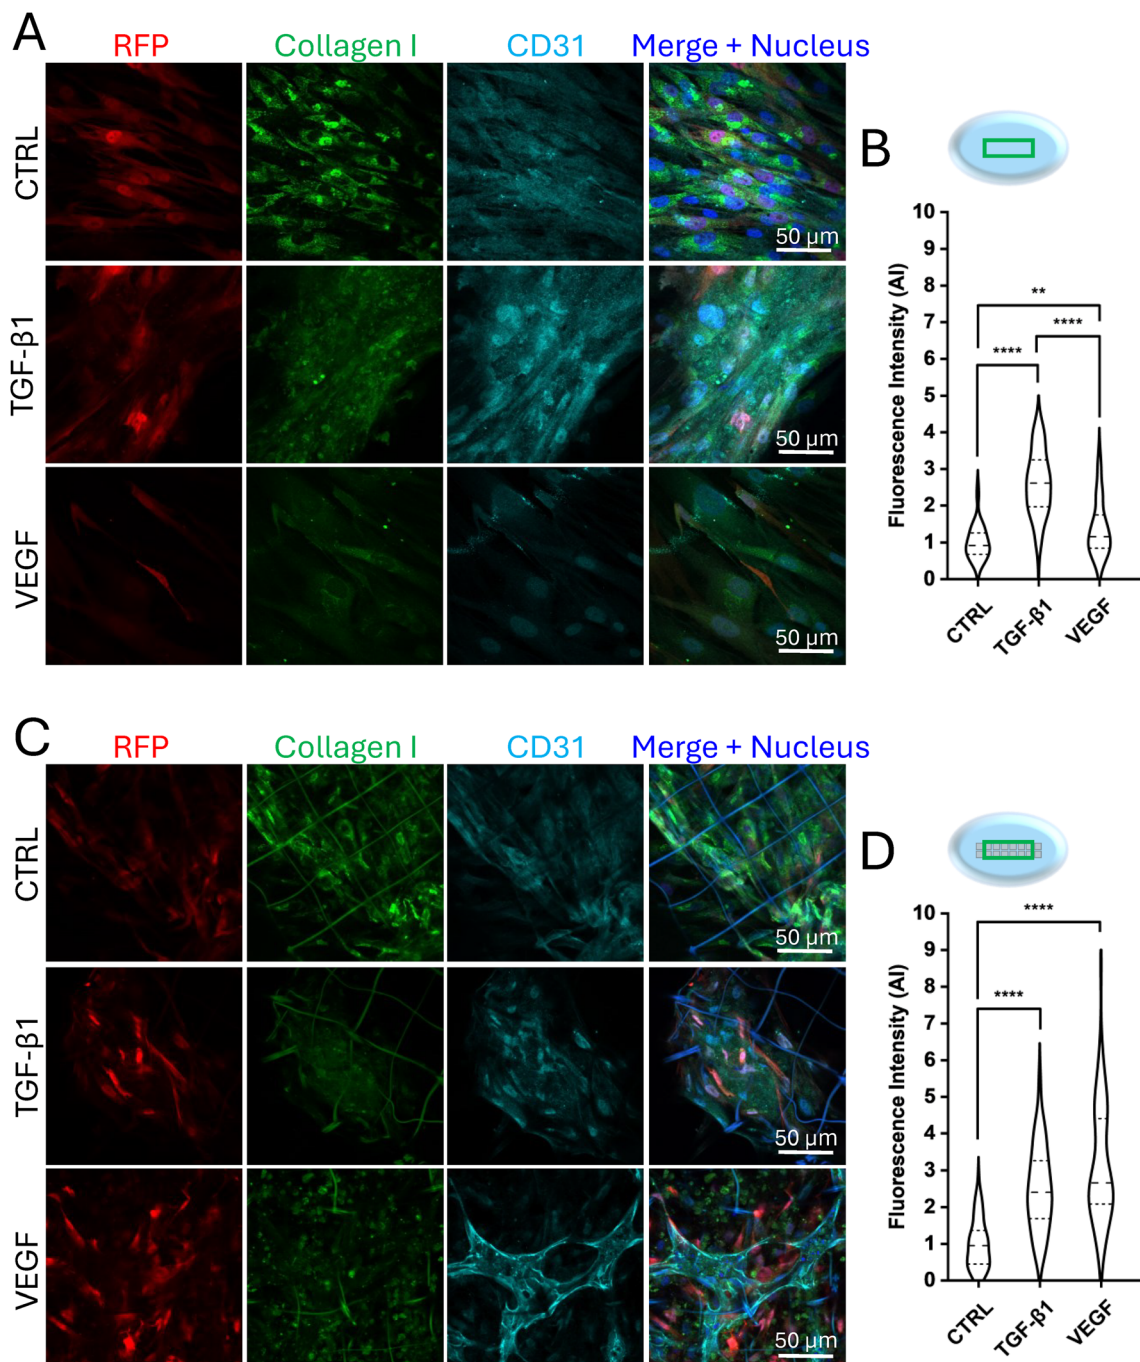 A
RFP Collagen I CD31 Merge + Nucleus
CTRL
50 µm
TGF-β1
50 µm
VEGF
50 µm
B
Fluorescence Intensity (AI)
10
9
8
7
6
5
4
3
2
1
0
**
****
****
CTRL TGF-β1 VEGF
C
RFP Collagen I CD31 Merge + Nucleus
CTRL
50 µm
TGF-β1
50 µm
VEGF
50 µm
D
Fluorescence Intensity (AI)
10
9
8
7
6
5
4
3
2
1
0
****
****
CTRL TGF-β1 VEGF